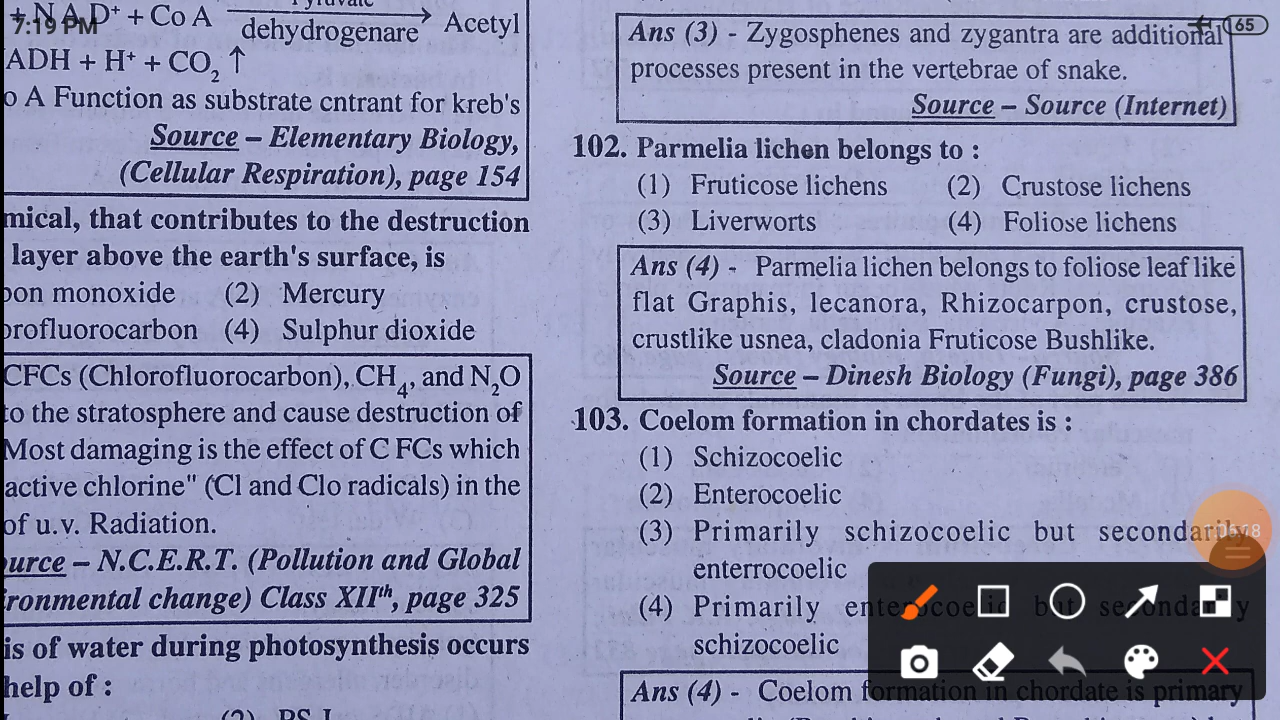 7:19 PM
65
+ N A D⁺ + Co A Pyruvate Acetyl
dehydrogenare
ADH + H⁺ + CO₂ ↑
o A Function as substrate cntrant for kreb's
Source – Elementary Biology,
(Cellular Respiration), page 154
mical, that contributes to the destruction
layer above the earth's surface, is
bon monoxide (2) Mercury
orofluorocarbon (4) Sulphur dioxide
CFCs (Chlorofluorocarbon), CH₄, and N₂O
to the stratosphere and cause destruction of
Most damaging is the effect of C FCs which
active chlorine" (Cl and Clo radicals) in the
of u.v. Radiation.
urce – N.C.E.R.T. (Pollution and Global
ironmental change) Class XIIᵗʰ, page 325
is of water during photosynthesis occurs
help of :
(2) PS I
Ans (3) - Zygosphenes and zygantra are additional
processes present in the vertebrae of snake.
Source – Source (Internet)
102. Parmelia lichen belongs to :
(1) Fruticose lichens (2) Crustose lichens
(3) Liverworts (4) Foliose lichens
Ans (4) - Parmelia lichen belongs to foliose leaf like
flat Graphis, lecanora, Rhizocarpon, crustose,
crustlike usnea, cladonia Fruticose Bushlike.
Source – Dinesh Biology (Fungi), page 386
103. Coelom formation in chordates is :
(1) Schizocoelic
(2) Enterocoelic
(3) Primarily schizocoelic but secondarily
enterrocoelic
(4) Primarily enterocoelic but secondarily
schizocoelic
Ans (4) - Coelom formation in chordate is primary